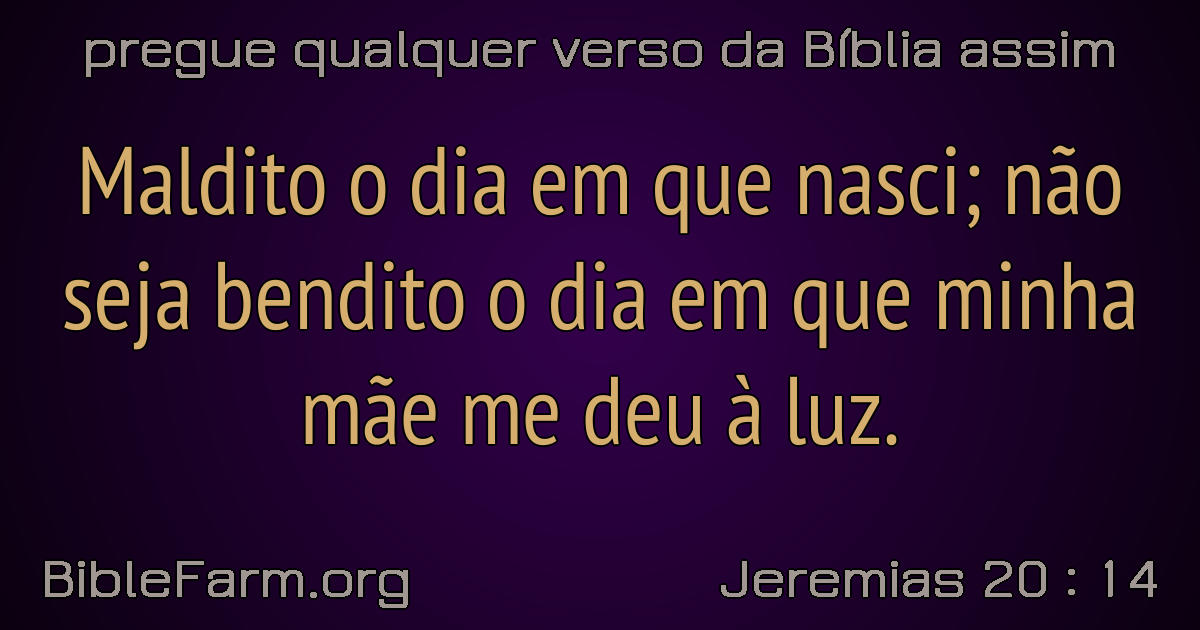 pregue qualquer verso da Bíblia assim
Maldito o dia em que nasci; não
seja bendito o dia em que minha
mãe me deu à luz.
BibleFarm.org
Jeremias 20 : 14